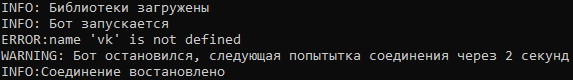 INFO: Библиотеки загружены
INFO: Бот запускается
ERROR:name 'vk' is not defined
WARNING: Бот остановился, следующая попытытка соединения через 2 секунд
INFO:Соединение востановлено